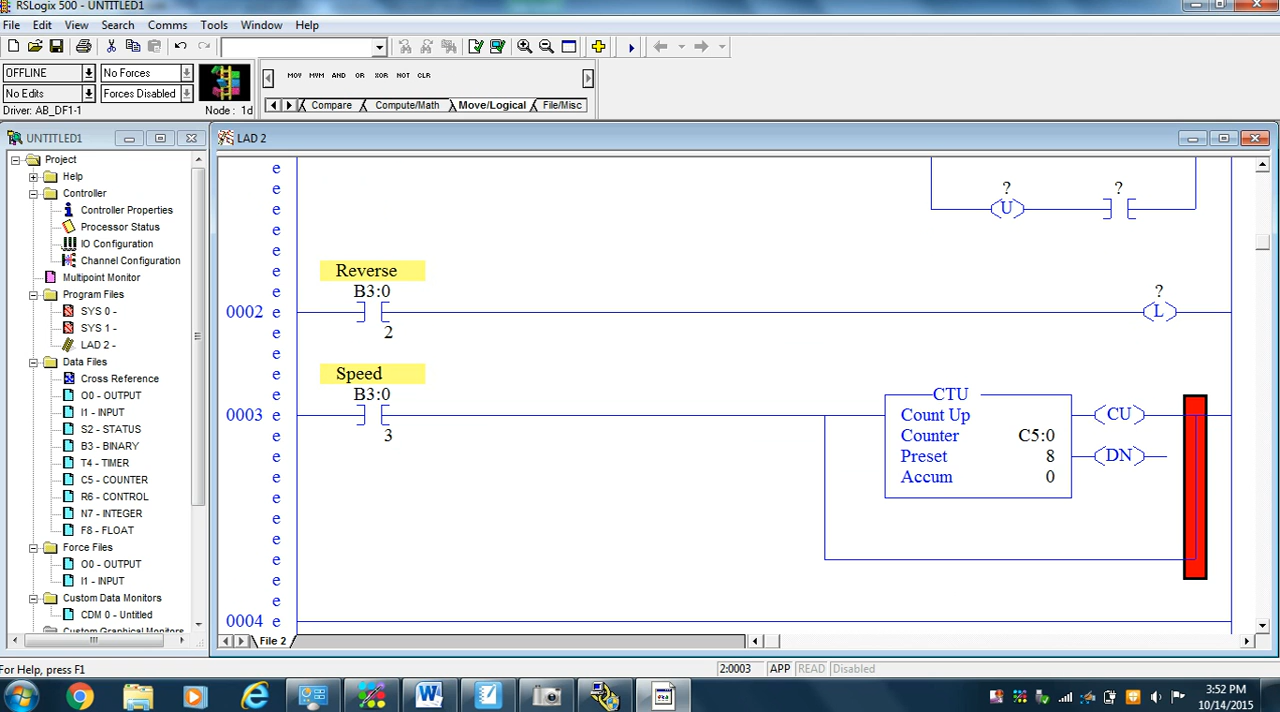 RSLogix 500 - UNTITLED1
File Edit View Search Comms Tools Window Help
OFFLINE No Forces
No Edits Forces Disabled
Driver: AB_DF1-1 Node : 1d
MOV MVM AND OR XOR NOT CLR
Compare Compute/Math Move/Logical File/Misc
UNTITLED1
Project
Help
Controller
Controller Properties
Processor Status
IO Configuration
Channel Configuration
Multipoint Monitor
Program Files
SYS 0 -
SYS 1 -
LAD 2 -
Data Files
Cross Reference
O0 - OUTPUT
I1 - INPUT
S2 - STATUS
B3 - BINARY
T4 - TIMER
C5 - COUNTER
R6 - CONTROL
N7 - INTEGER
F8 - FLOAT
Force Files
O0 - OUTPUT
I1 - INPUT
Custom Data Monitors
CDM 0 - Untitled
Custom Graphical Monitors
LAD 2
e
e
? ?
e U
e
e
e Reverse
e B3:0 ?
0002 e L
e 2
e
e Speed
e B3:0 CTU
0003 e Count Up CU
e 3 Counter C5:0
e Preset 8 DN
e Accum 0
e
e
e
e
e
e
0004 e
File 2
For Help, press F1 2:0003 APP READ Disabled
3:52 PM
10/14/2015